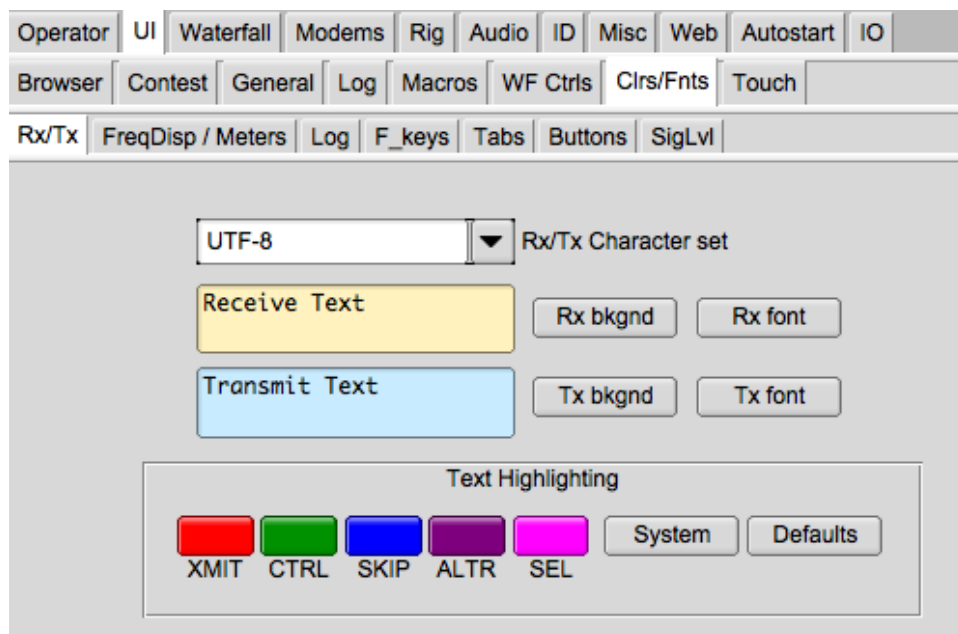 Operator UI Waterfall Modems Rig Audio ID Misc Web Autostart IO
Browser Contest General Log Macros WF Ctrls Clrs/Fnts Touch
Rx/Tx FreqDisp / Meters Log F_keys Tabs Buttons SigLvl
UTF-8 Rx/Tx Character set
Receive Text Rx bkgnd Rx font
Transmit Text Tx bkgnd Tx font
Text Highlighting
System Defaults
XMIT CTRL SKIP ALTR SEL